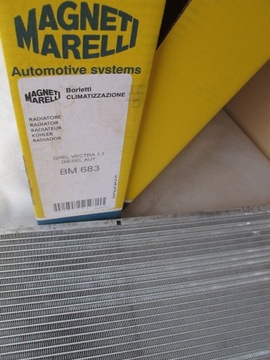 MAGNETI
MARELLI
Automotive systems
MAGNETI
MARELLI
Borletti
CLIMATIZZAZIONE
RADIATORE
RADIATOR
RADIATEUR
KÜHLER
RADIADOR
OPEL VECTRA 1.7
DIESEL AUT.
BM 683